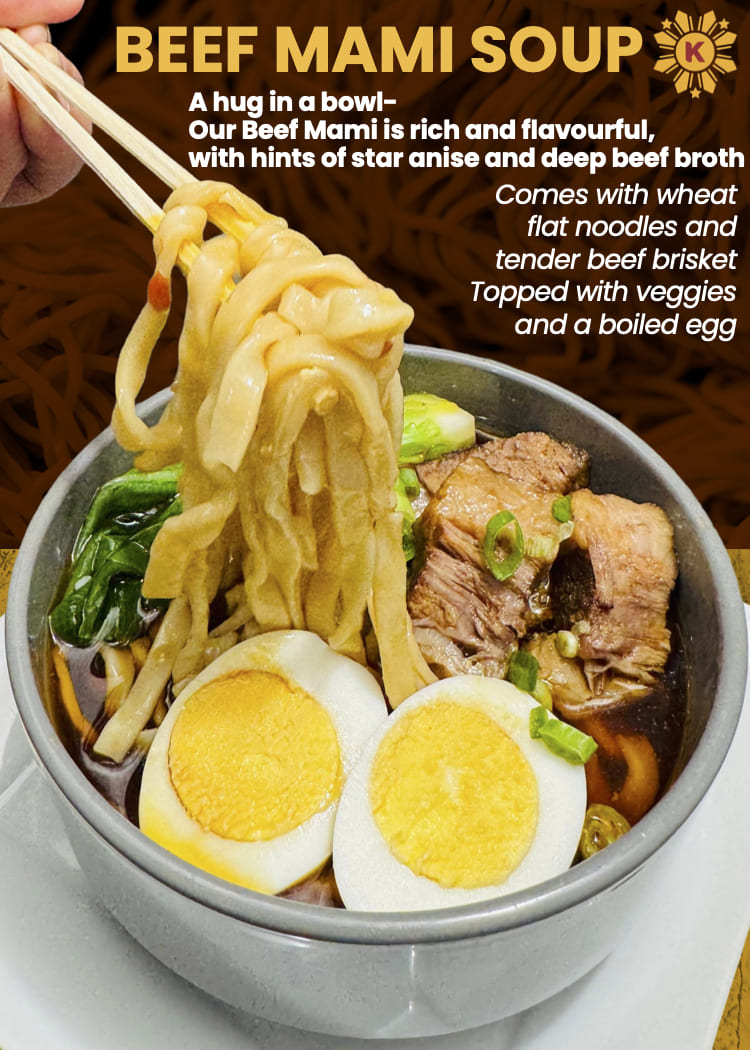 BEEF MAMI SOUP
K
A hug in a bowl-
Our Beef Mami is rich and flavourful,
with hints of star anise and deep beef broth
Comes with wheat
flat noodles and
tender beef brisket
Topped with veggies
and a boiled egg